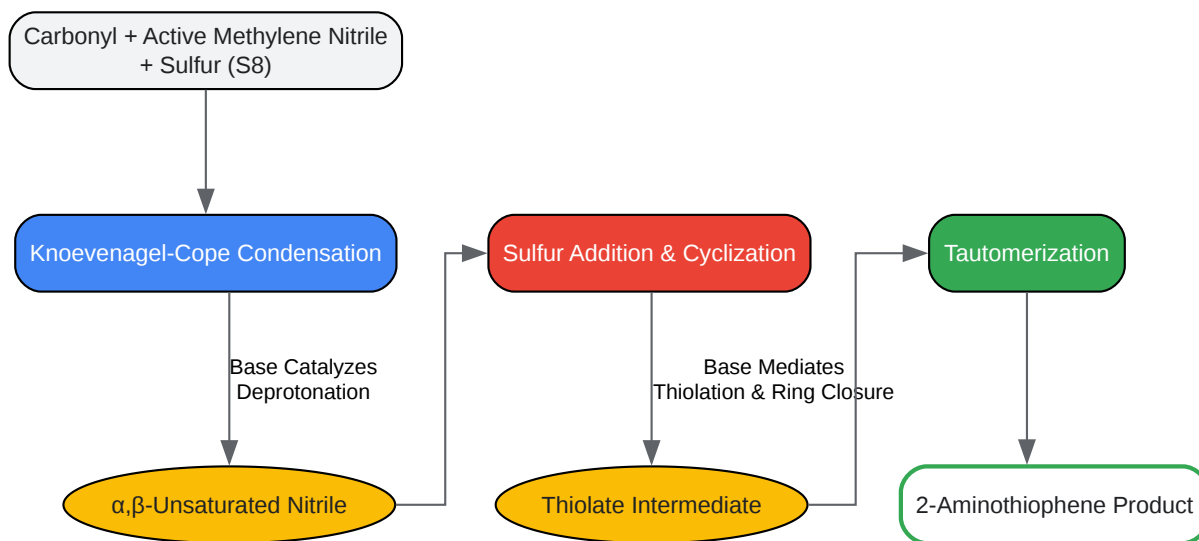 Carbonyl + Active Methylene Nitrile
+ Sulfur (S8)
Knoevenagel-Cope Condensation
Sulfur Addition & Cyclization
Tautomerization
Base Catalyzes
Deprotonation
Base Mediates
Thiolation & Ring Closure
α,β-Unsaturated Nitrile
Thiolate Intermediate
2-Aminothiophene Product